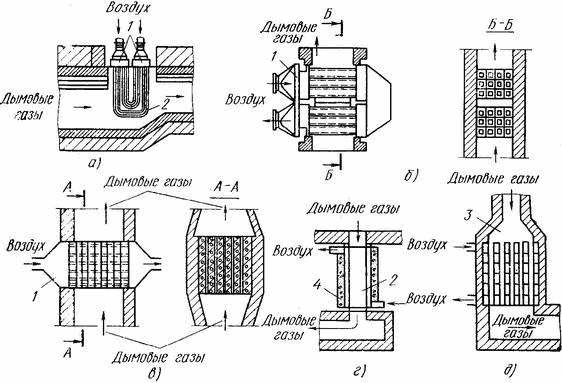 Воздух
1
Дымовые
газы
2
а)
Дымовые
газы
Б
1
Воздух
Б
б)
Б-Б
А
Дымовые газы
А-А
Воздух
1
А
Дымовые газы
в)
Дымовые газы
Воздух
2
4
Воздух
Дымовые
газы
г)
Дымовые газы
3
Воздух
Воздух
Дымовые
газы
д)